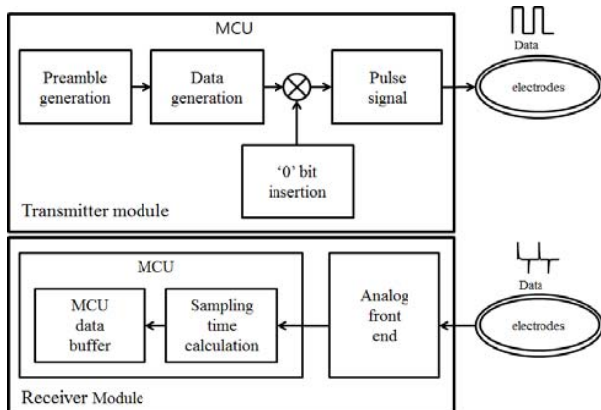 MCU
Preamble
generation
Data
generation
Pulse
signal
'0' bit
insertion
Transmitter module
Data
electrodes
MCU
MCU
data
buffer
Sampling
time
calculation
Analog
front
end
Receiver Module
Data
electrodes